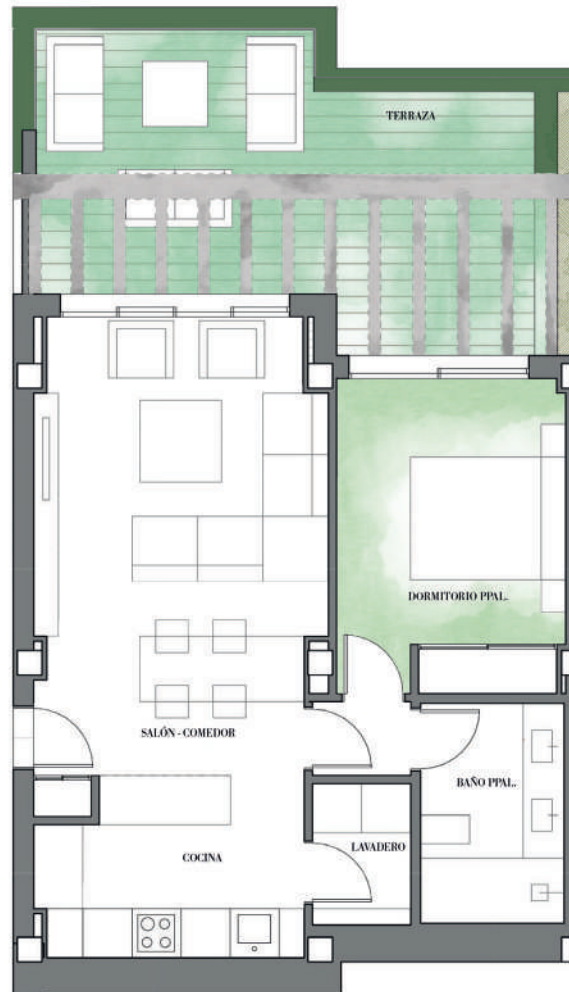 TERRAZA
DORMITORIO PPAL.
SALÓN - COMEDOR
BAÑO PPAL.
LAVADERO
COCINA